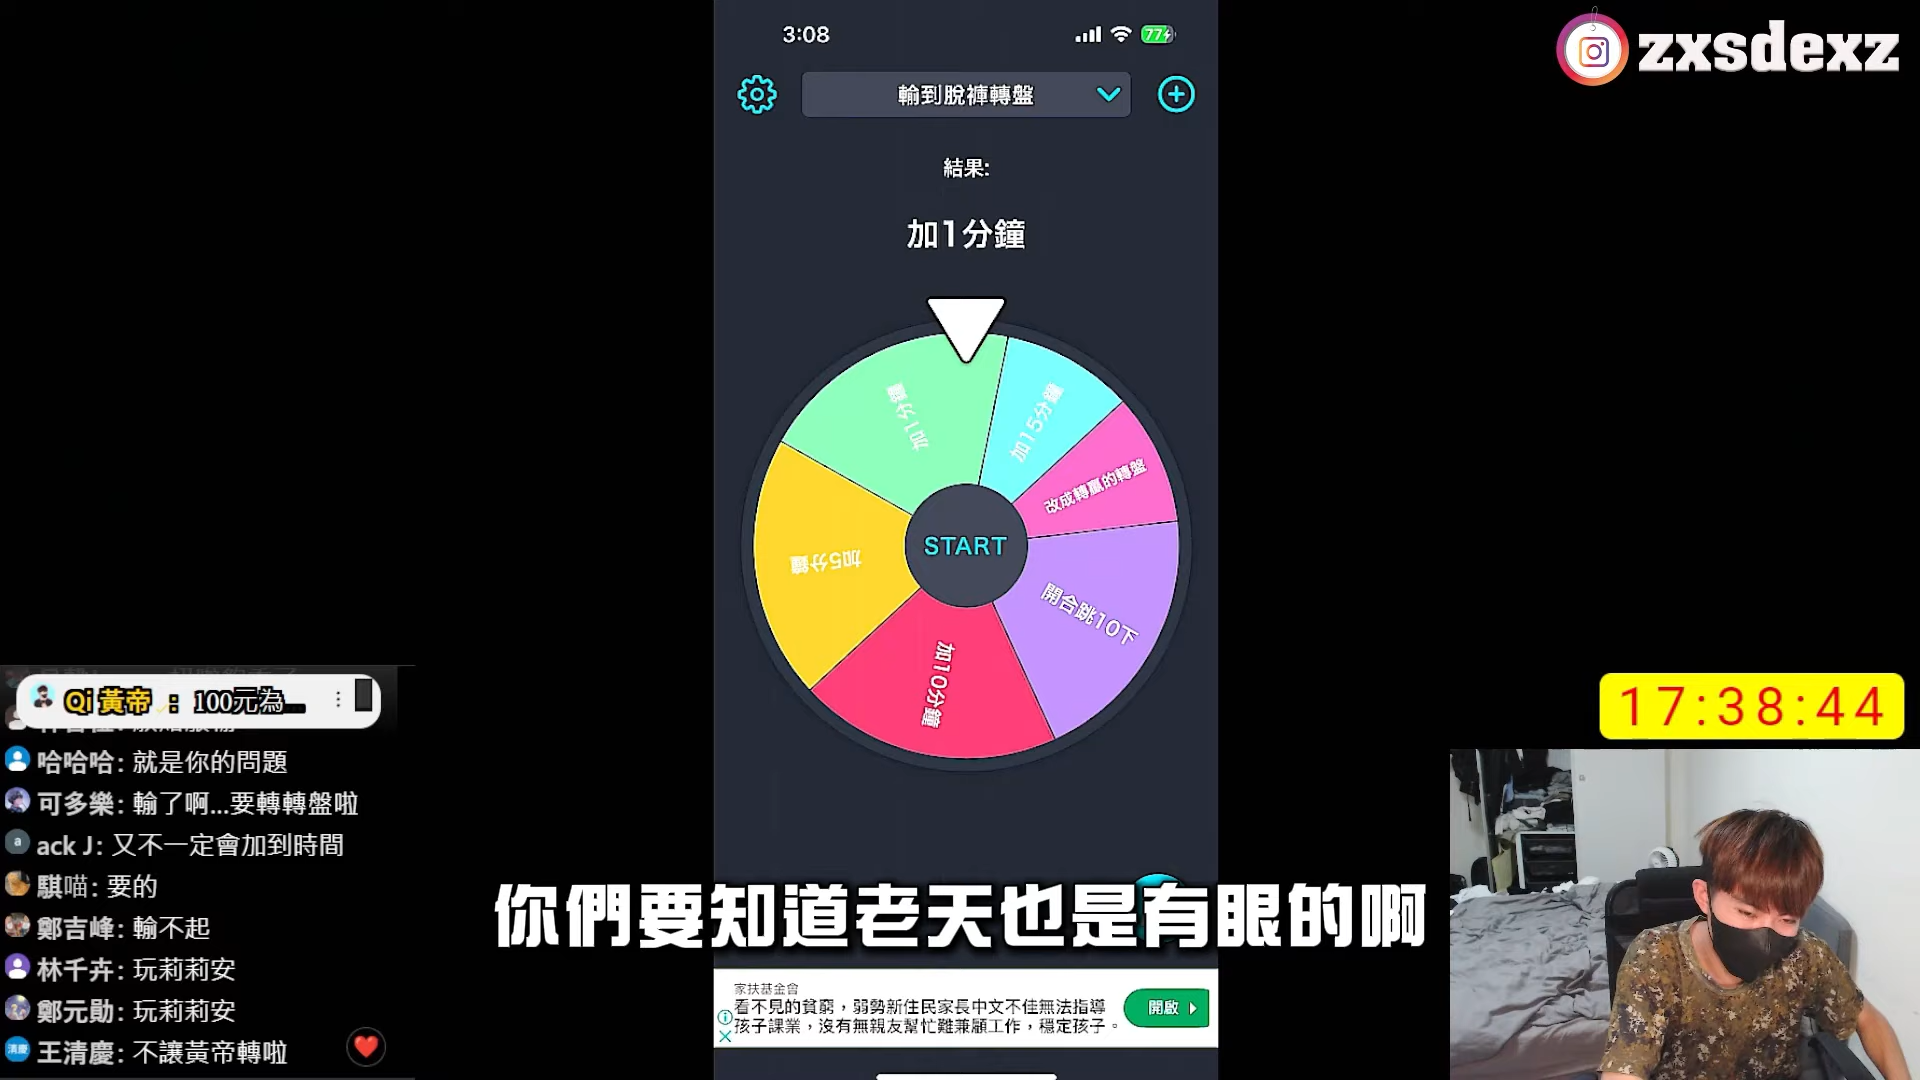 3:08
77
zxsdexz
輸到脫褲轉盤
結果:
加1分鐘
加1分鐘
加15分鐘
改成轉贏的轉盤
加5分鐘
START
開合跳10下
加10分鐘
Qi 黃帝 : 100元為...
哈哈哈: 就是你的問題
可多樂: 輸了啊...要轉轉盤啦
ack J: 又不一定會加到時間
騏喵: 要的
鄭吉峰: 輸不起
林千卉: 玩莉莉安
鄭元勛: 玩莉莉安
王清慶: 不讓黃帝轉啦
17:38:44
你們要知道老天也是有眼的啊
家扶基金會
看不見的貧窮，弱勢新住民家長中文不佳無法指導
孩子課業，沒有無親友幫忙難兼顧工作，穩定孩子。
開啟